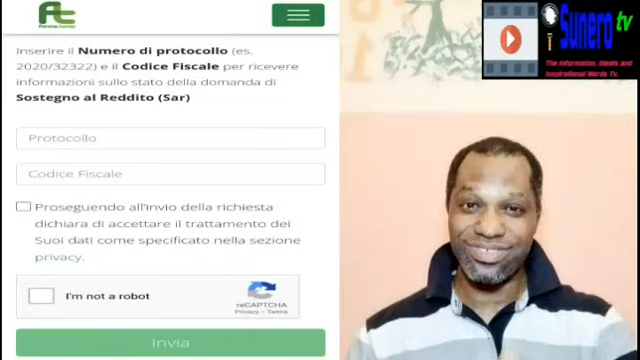 forma.temp
Inserire il Numero di protocollo (es.
2020/32322) e il Codice Fiscale per ricevere
informazioni sullo stato della domanda di
Sostegno al Reddito (Sar)
Protocollo
Codice Fiscale
Proseguendo all'invio della richiesta
dichiara di accettare il trattamento dei
Suoi dati come specificato nella sezione
privacy.
I'm not a robot
reCAPTCHA
Privacy - Terms
Invia
Sunero tv
The Information, Ideals and
Inspirational Words Tv.